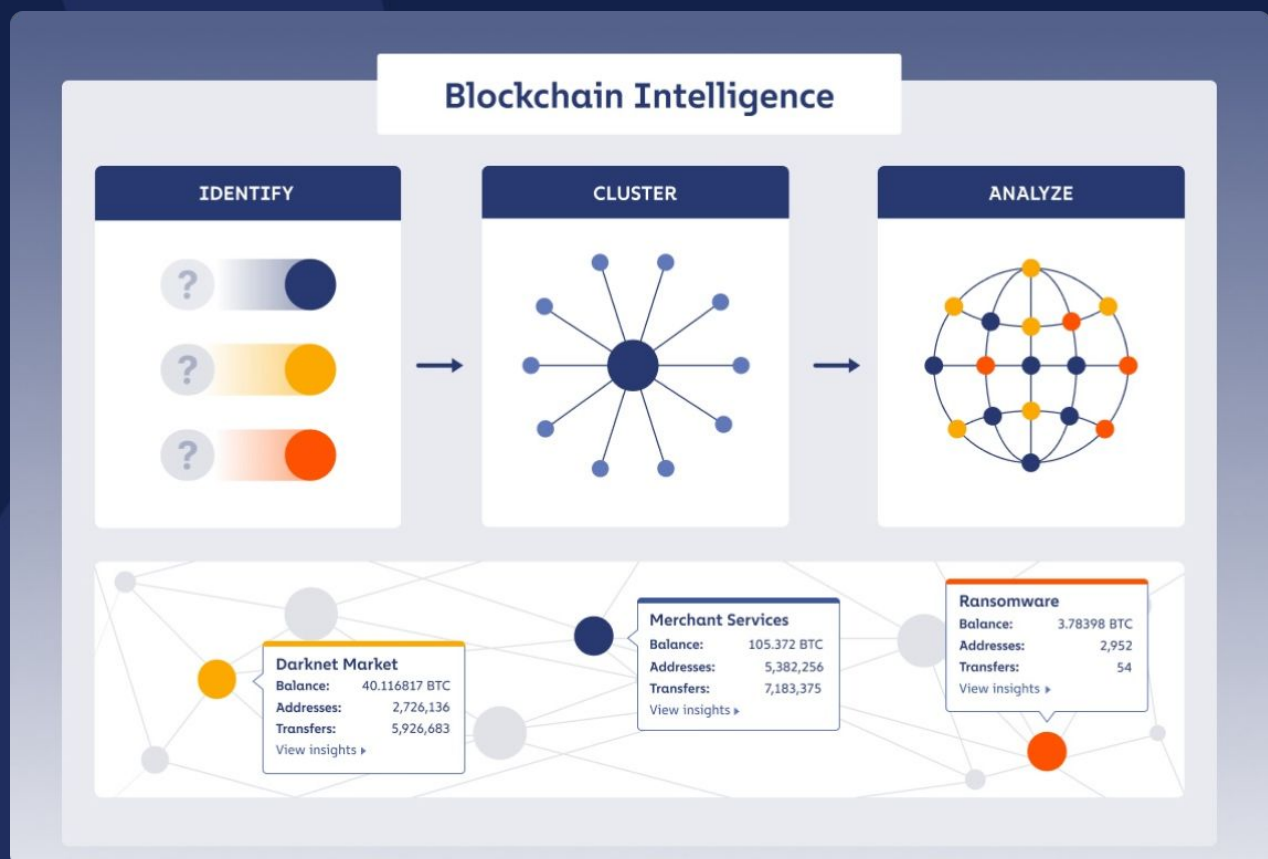 Blockchain Intelligence
IDENTIFY
CLUSTER
ANALYZE
?
?
?
Darknet Market
Balance: 40.116817 BTC
Addresses: 2,726,136
Transfers: 5,926,683
View insights ▸
Merchant Services
Balance: 105.372 BTC
Addresses: 5,382,256
Transfers: 7,183,375
View insights ▸
Ransomware
Balance: 3.78398 BTC
Addresses: 2,952
Transfers: 54
View insights ▸